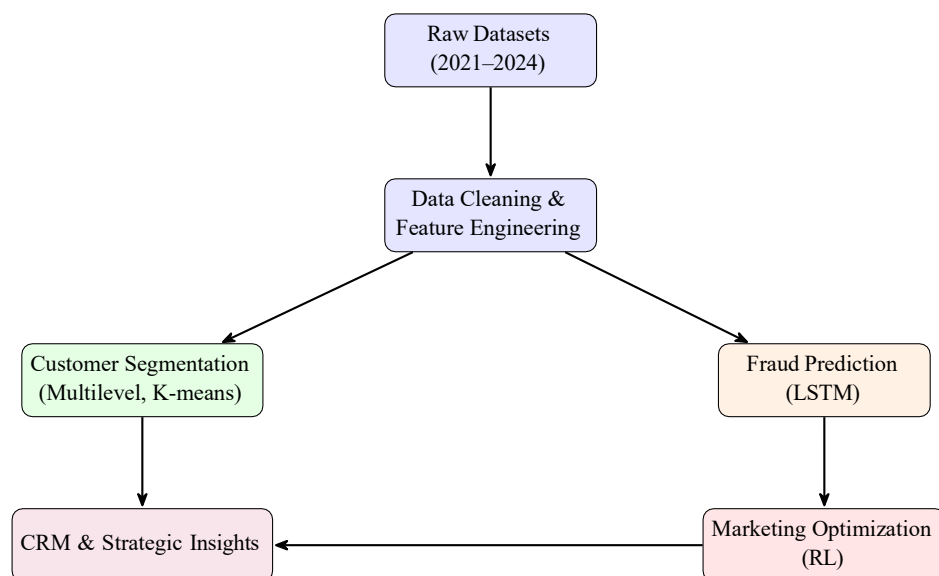 Raw Datasets
(2021–2024)
Data Cleaning &
Feature Engineering
Customer Segmentation
(Multilevel, K-means)
Fraud Prediction
(LSTM)
CRM & Strategic Insights
Marketing Optimization
(RL)